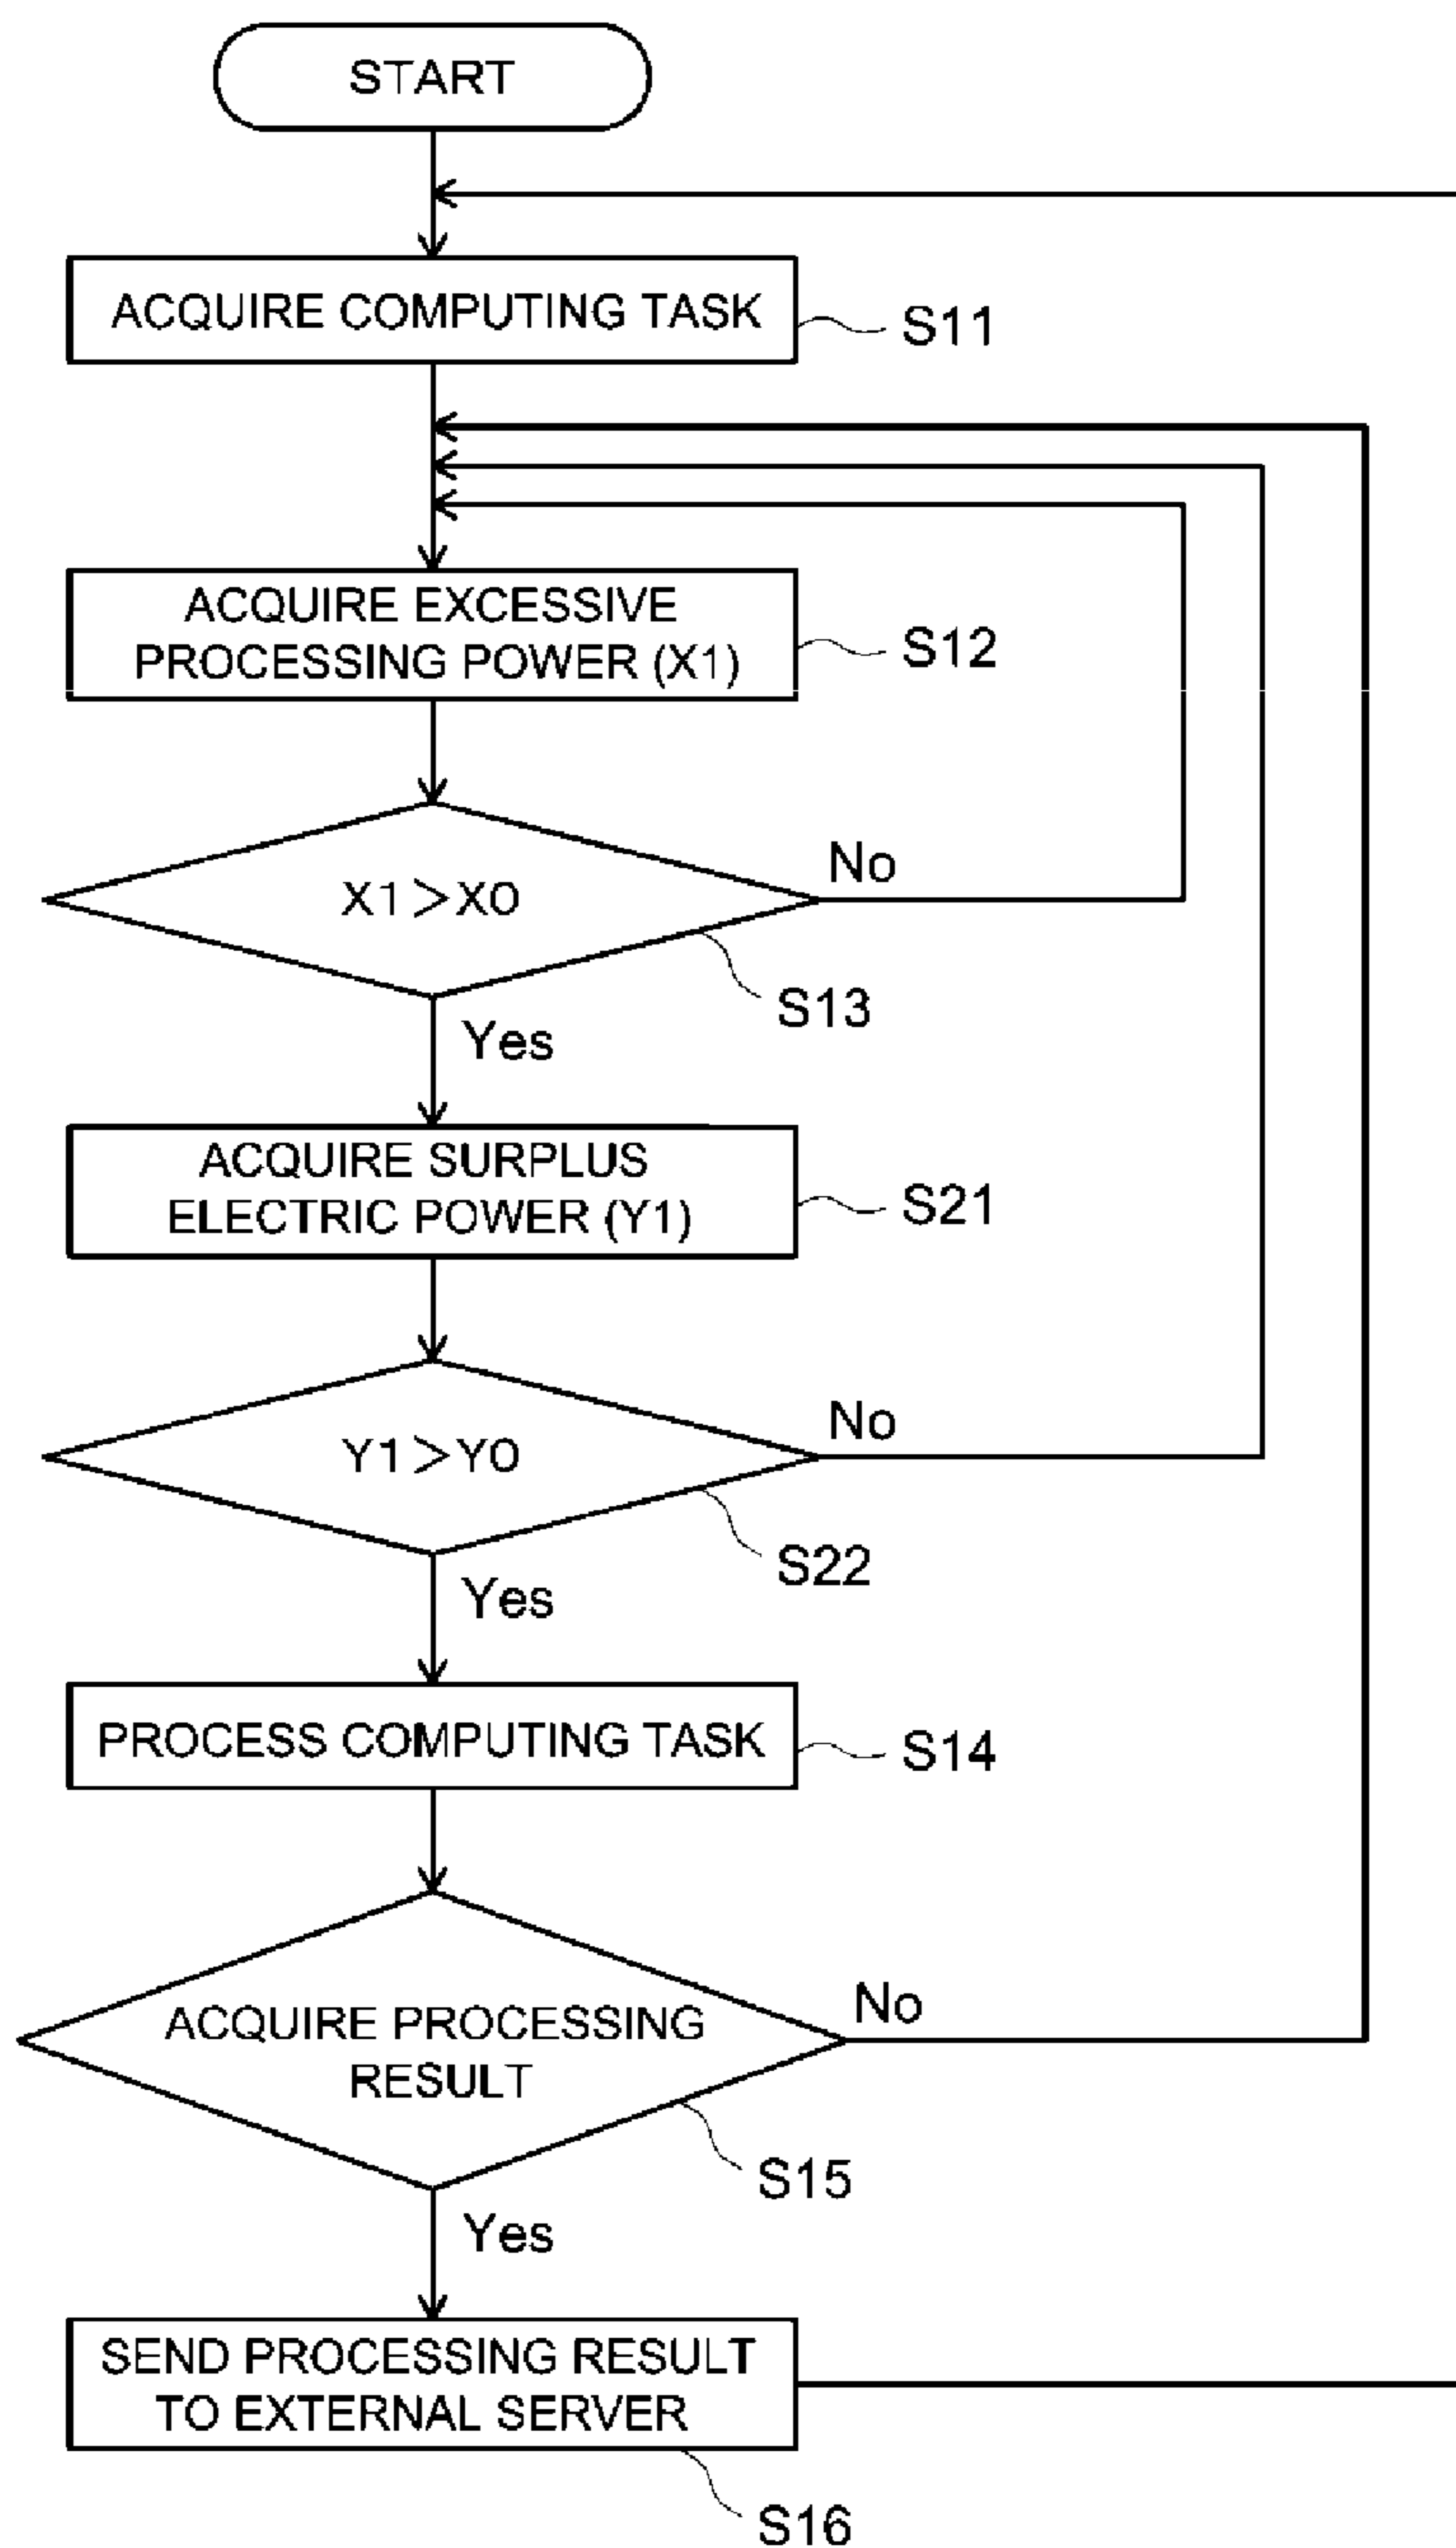 START
ACQUIRE COMPUTING TASK
S11
ACQUIRE EXCESSIVE
PROCESSING POWER (X1)
S12
X1>X0
No
S13
Yes
ACQUIRE SURPLUS
ELECTRIC POWER (Y1)
S21
Y1>Y0
No
S22
Yes
PROCESS COMPUTING TASK
S14
ACQUIRE PROCESSING
RESULT
No
S15
Yes
SEND PROCESSING RESULT
TO EXTERNAL SERVER
S16